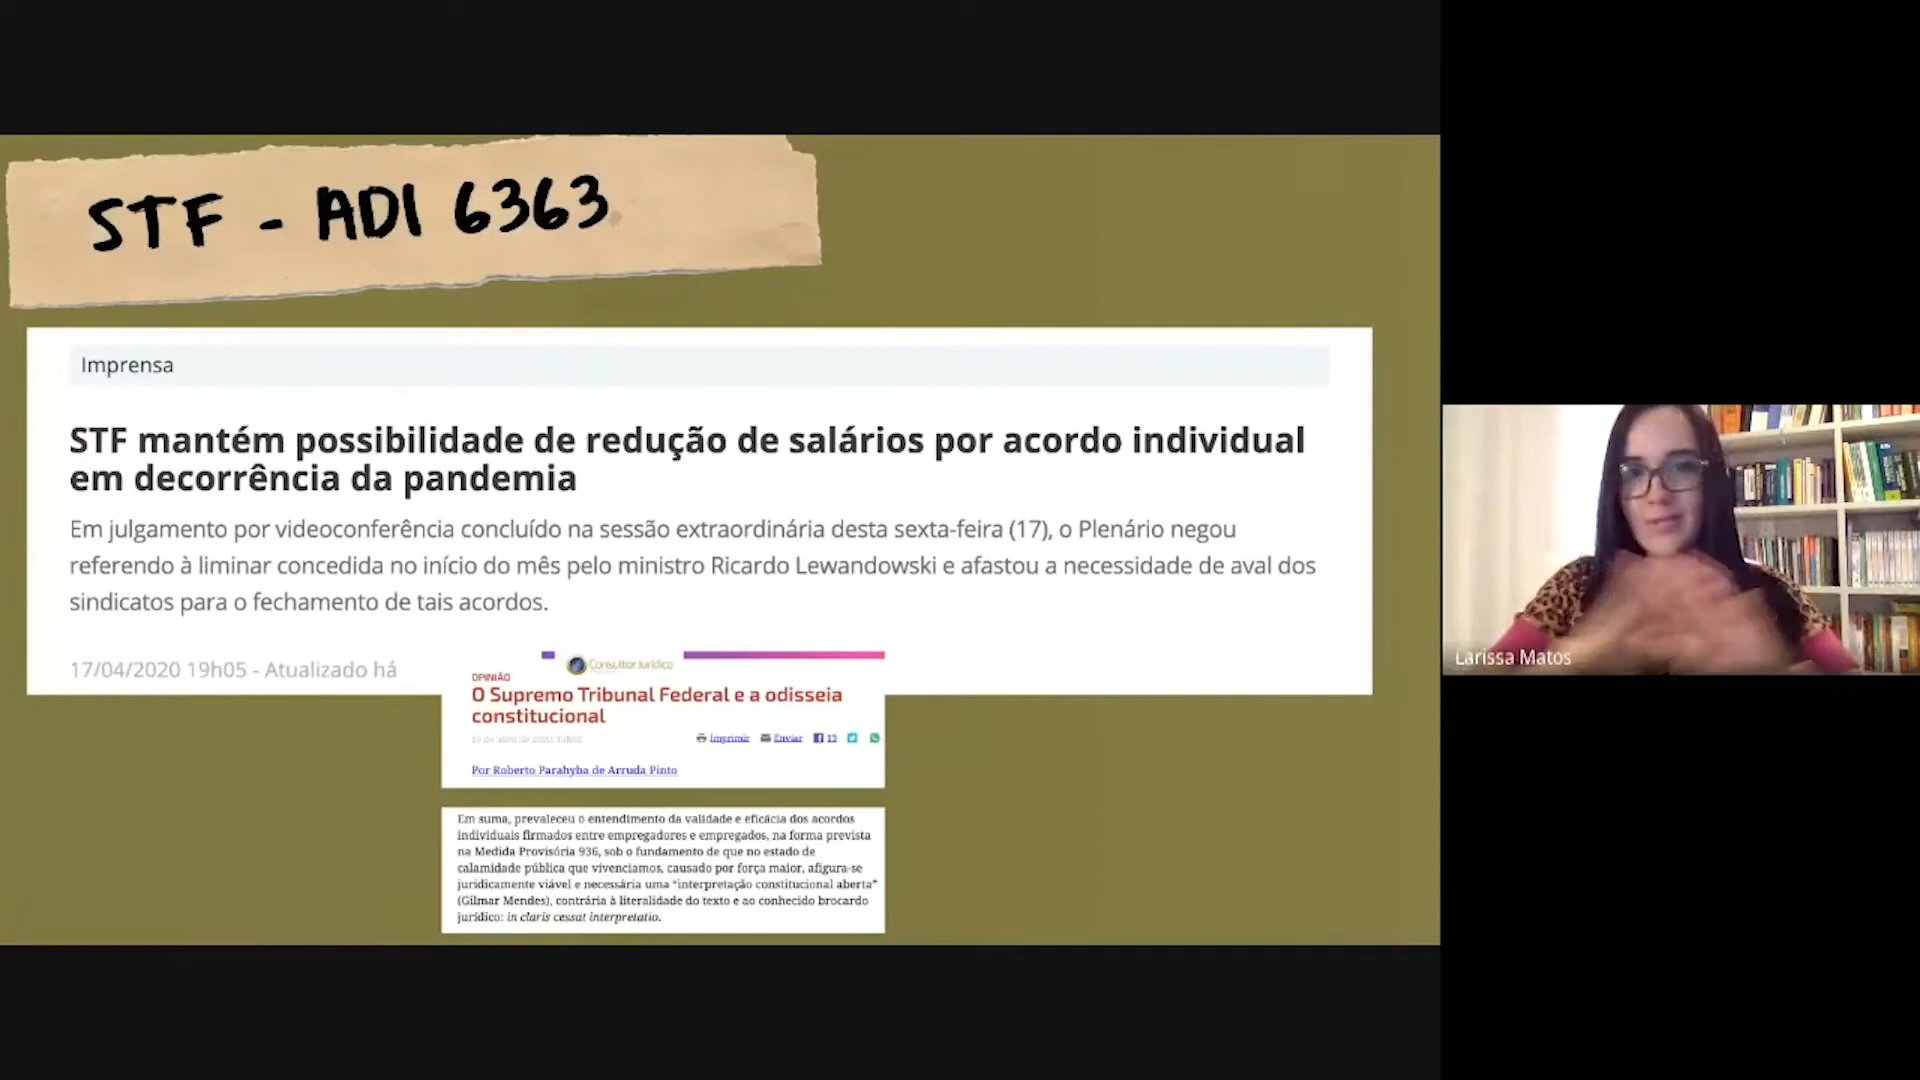 STF - ADI 6363
Imprensa
STF mantém possibilidade de redução de salários por acordo individual
em decorrência da pandemia
Em julgamento por videoconferência concluído na sessão extraordinária desta sexta-feira (17), o Plenário negou
referendo à liminar concedida no início do mês pelo ministro Ricardo Lewandowski e afastou a necessidade de aval dos
sindicatos para o fechamento de tais acordos.
17/04/2020 19h05 - Atualizado há
Consultor Jurídico
OPINIÃO
O Supremo Tribunal Federal e a odisseia
constitucional
Imprimir Enviar 13
Por Roberto Parahyba de Arruda Pinto
Em suma, prevaleceu o entendimento da validade e eficácia dos acordos
individuais firmados entre empregadores e empregados, na forma prevista
na Medida Provisória 936, sob o fundamento de que no estado de
calamidade pública que vivenciamos, causado por força maior, afigura-se
juridicamente viável e necessária uma "interpretação constitucional aberta"
(Gilmar Mendes), contrária à literalidade do texto e ao conhecido brocardo
jurídico: in claris cessat interpretatio.
Larissa Matos